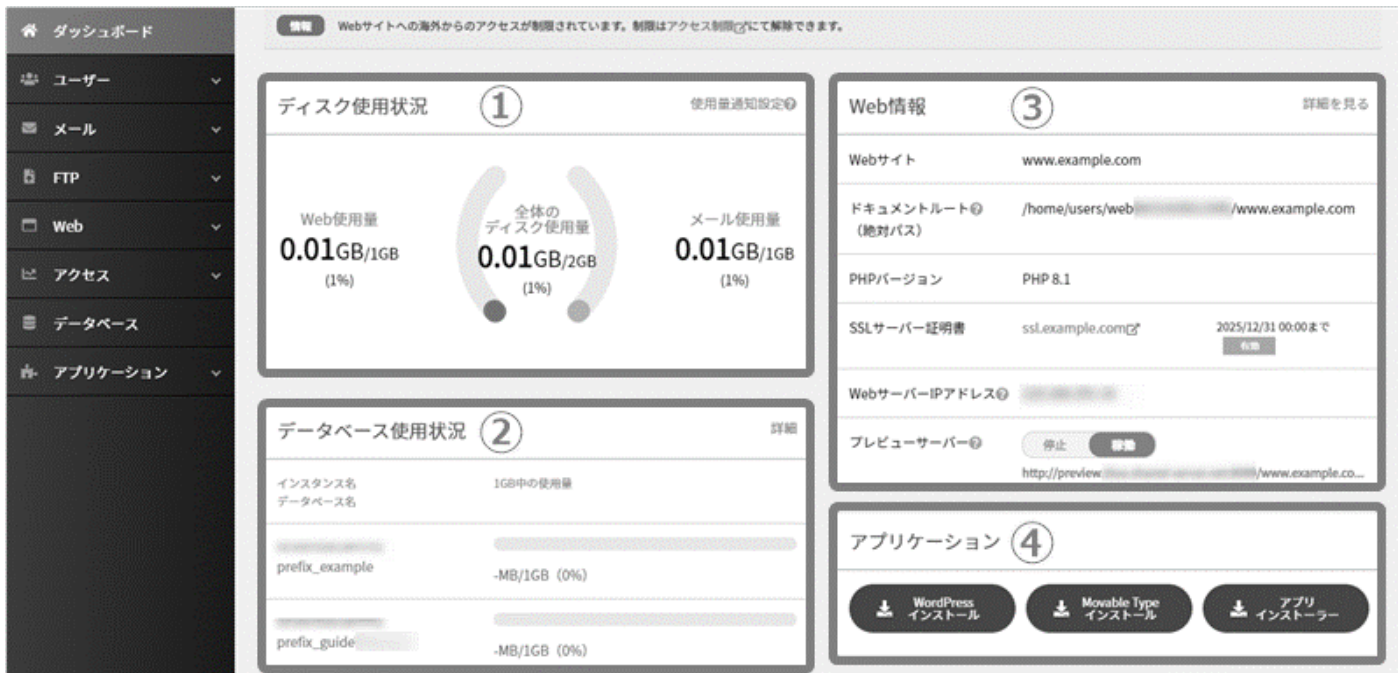 ダッシュボード
ユーザー
メール
FTP
Web
アクセス
データベース
アプリケーション
情報 Webサイトへの海外からのアクセスが制限されています。制限はアクセス制限にて解除できます。
ディスク使用状況 ① 使用量通知設定
Web使用量
0.01GB/1GB
(1%)
全体の
ディスク使用量
0.01GB/2GB
(1%)
メール使用量
0.01GB/1GB
(1%)
データベース使用状況 ② 詳細
インスタンス名 1GB中の使用量
データベース名
prefix_example
-MB/1GB（0%）
prefix_guide
-MB/1GB（0%）
Web情報 ③ 詳細を見る
Webサイト www.example.com
ドキュメントルート /home/users/web /www.example.com
（絶対パス）
PHPバージョン PHP 8.1
SSLサーバー証明書 ssl.example.com 2025/12/31 00:00まで
有効
WebサーバーIPアドレス
プレビューサーバー 停止 稼働
http://preview. /www.example.co...
アプリケーション ④
WordPress
インストール
Movable Type
インストール
アプリ
インストーラー